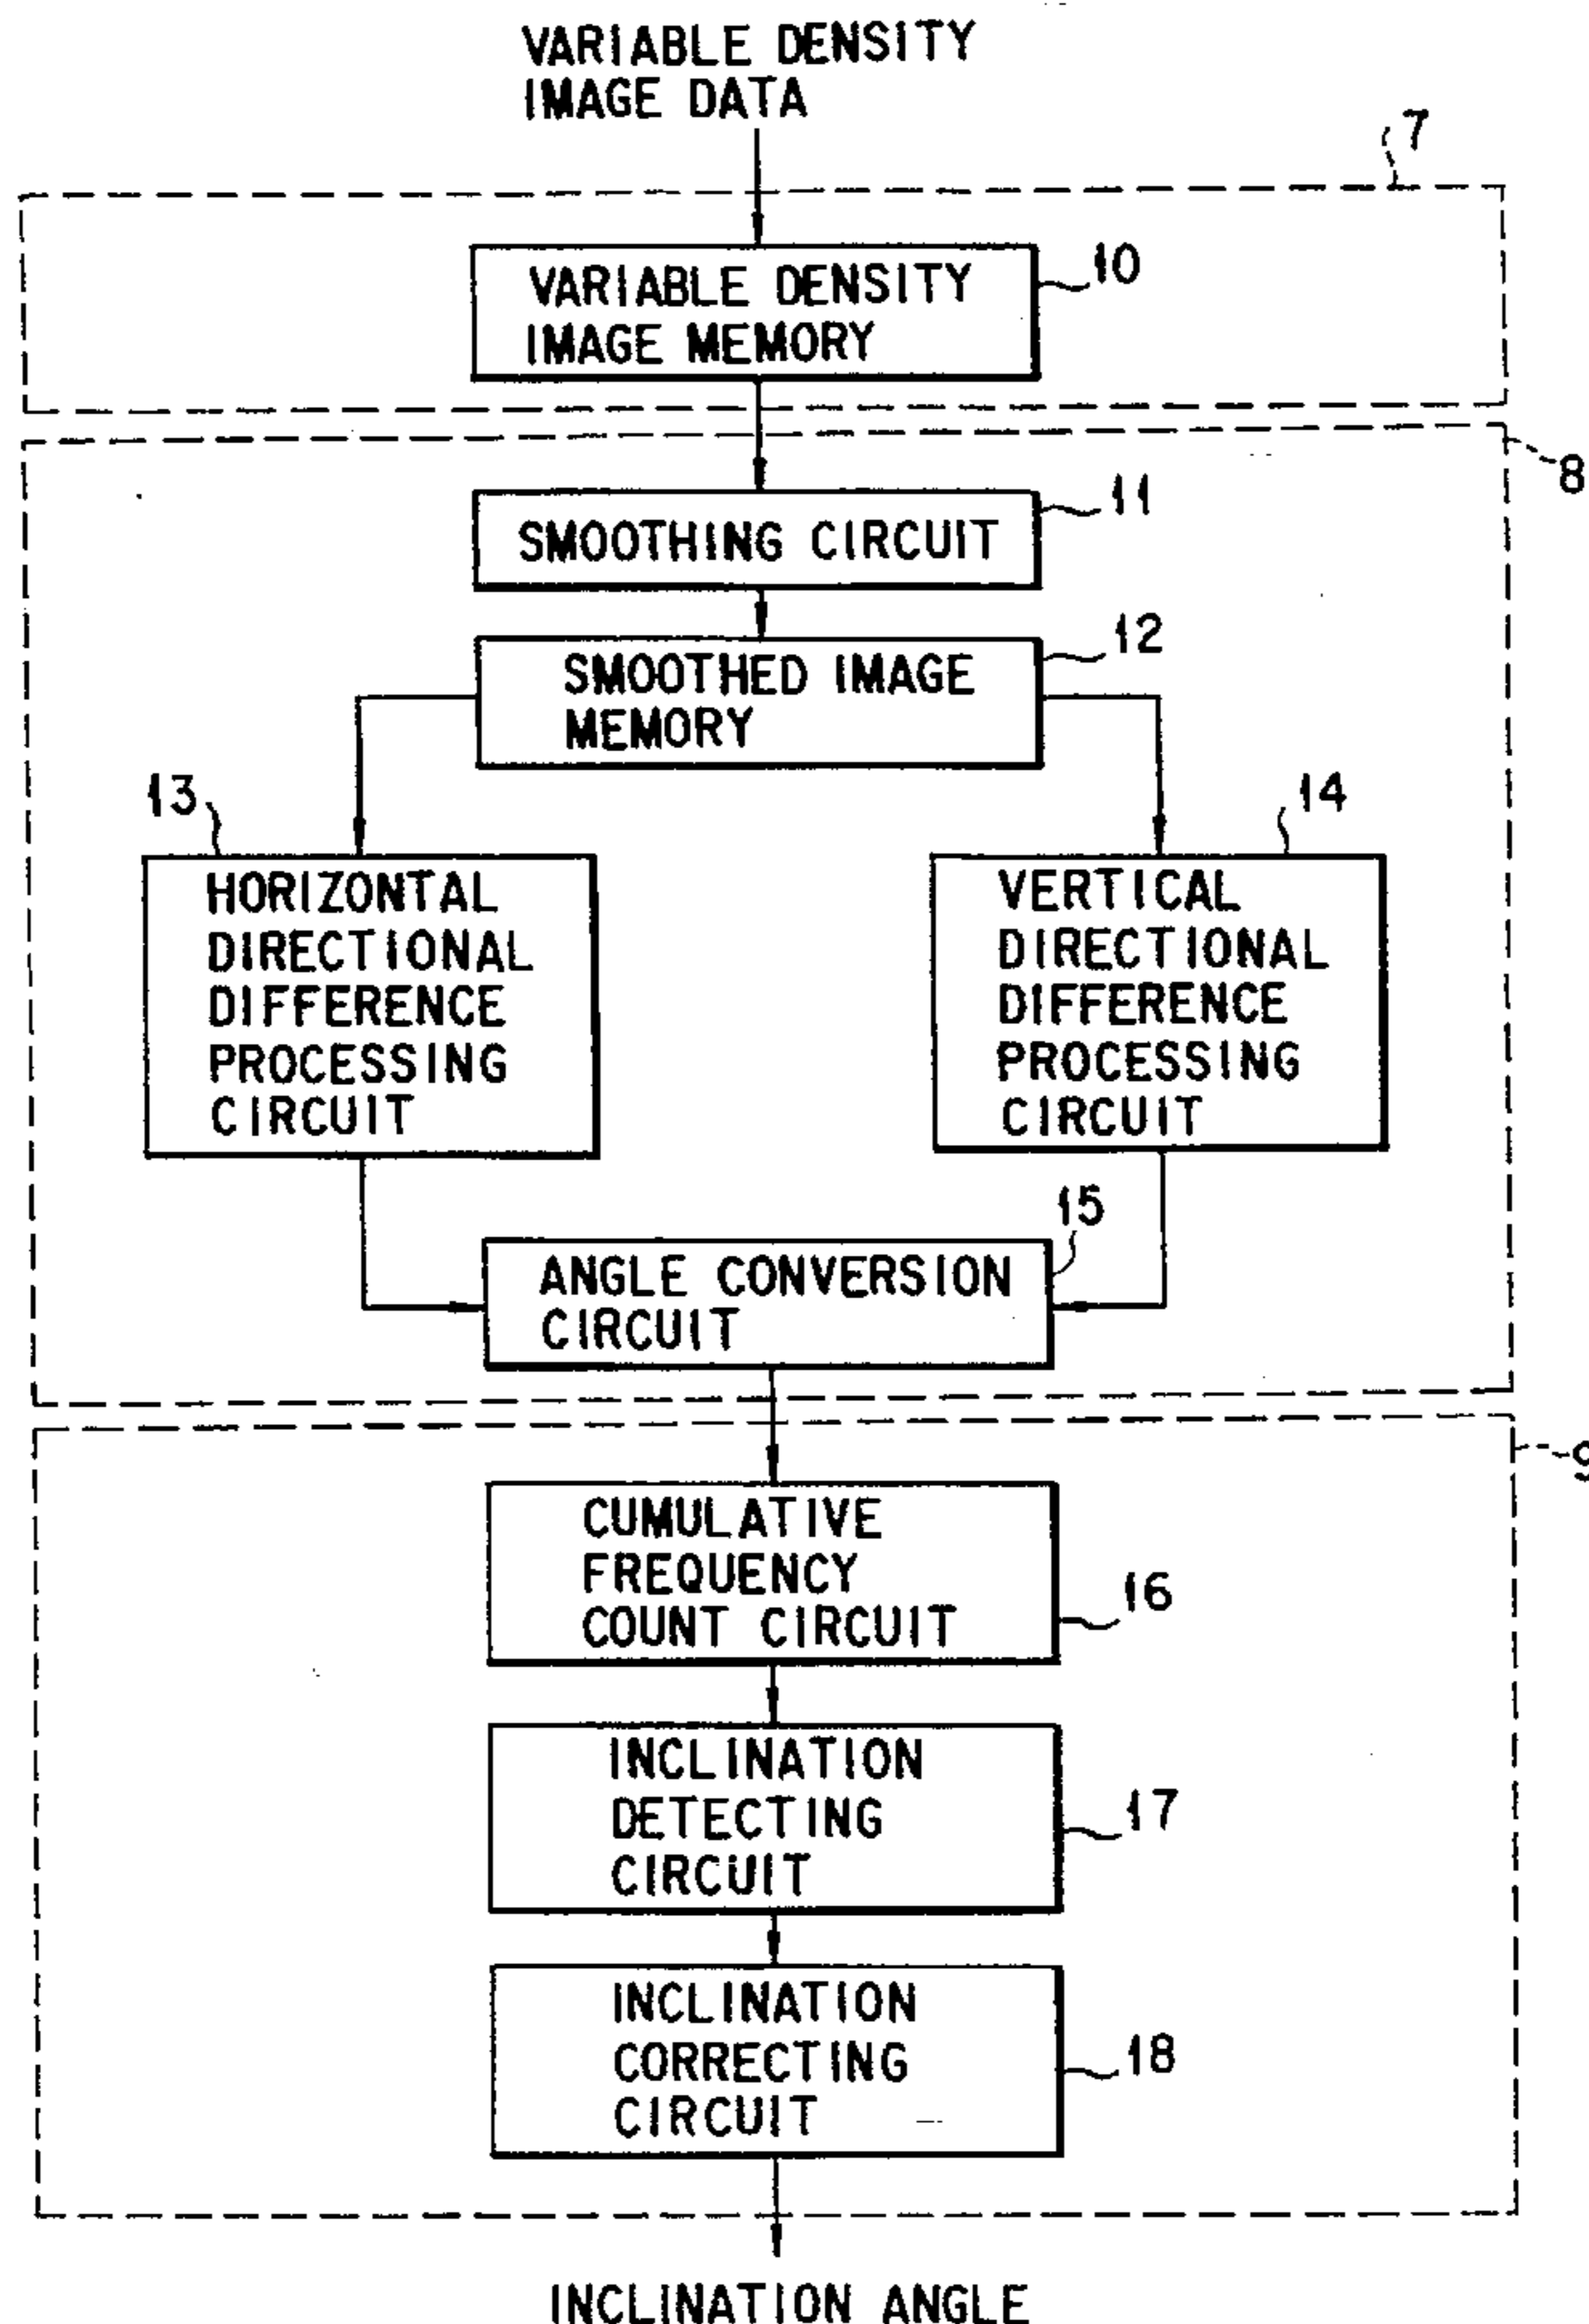 VARIABLE DENSITY
IMAGE DATA
7
VARIABLE DENSITY
IMAGE MEMORY
10
8
SMOOTHING CIRCUIT
11
SMOOTHED IMAGE
MEMORY
12
13
HORIZONTAL
DIRECTIONAL
DIFFERENCE
PROCESSING
CIRCUIT
14
VERTICAL
DIRECTIONAL
DIFFERENCE
PROCESSING
CIRCUIT
15
ANGLE CONVERSION
CIRCUIT
9
CUMULATIVE
FREQUENCY
COUNT CIRCUIT
16
INCLINATION
DETECTING
CIRCUIT
17
INCLINATION
CORRECTING
CIRCUIT
18
INCLINATION ANGLE